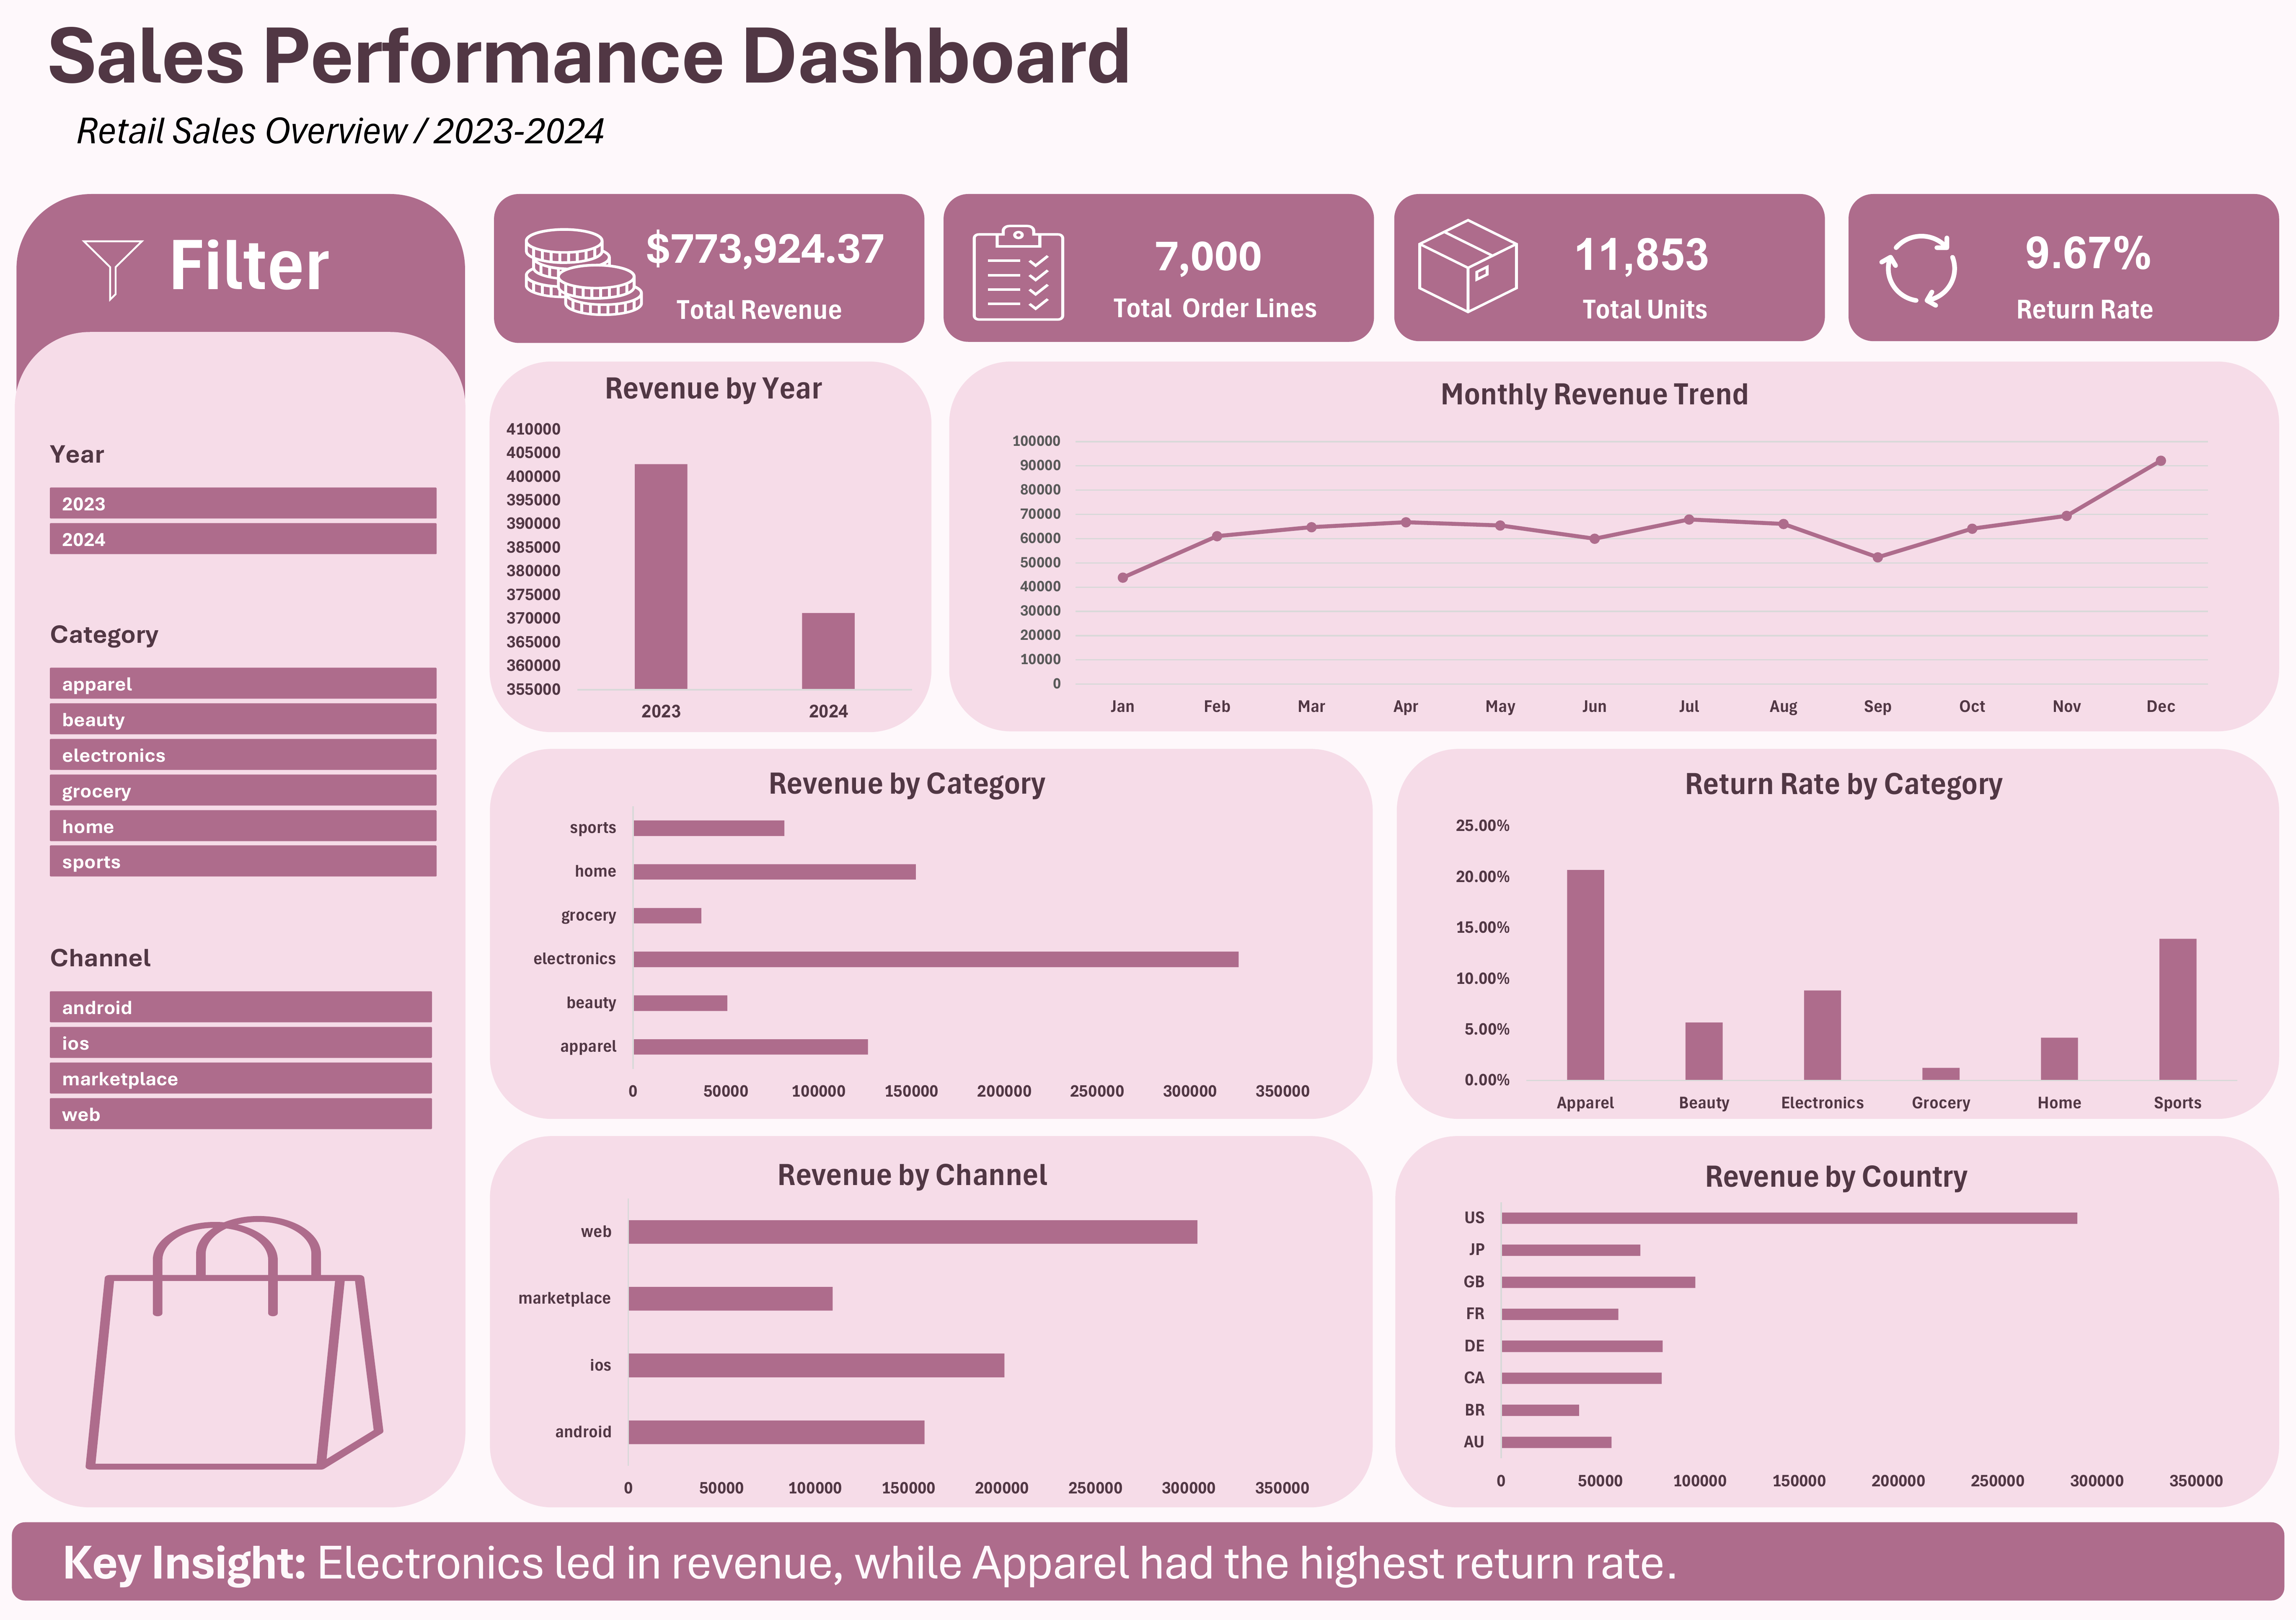 Sales Performance Dashboard
Retail Sales Overview / 2023-2024
Filter
Year
2023
2024
Category
apparel
beauty
electronics
grocery
home
sports
Channel
android
ios
marketplace
web
$773,924.37
Total Revenue
7,000
Total Order Lines
11,853
Total Units
9.67%
Return Rate
Revenue by Year
410000
405000
400000
395000
390000
385000
380000
375000
370000
365000
360000
355000
2023 2024
Monthly Revenue Trend
100000
90000
80000
70000
60000
50000
40000
30000
20000
10000
0
Jan Feb Mar Apr May Jun Jul Aug Sep Oct Nov Dec
Revenue by Category
sports
home
grocery
electronics
beauty
apparel
0 50000 100000 150000 200000 250000 300000 350000
Return Rate by Category
25.00%
20.00%
15.00%
10.00%
5.00%
0.00%
Apparel Beauty Electronics Grocery Home Sports
Revenue by Channel
web
marketplace
ios
android
0 50000 100000 150000 200000 250000 300000 350000
Revenue by Country
US
JP
GB
FR
DE
CA
BR
AU
0 50000 100000 150000 200000 250000 300000 350000
Key Insight: Electronics led in revenue, while Apparel had the highest return rate.